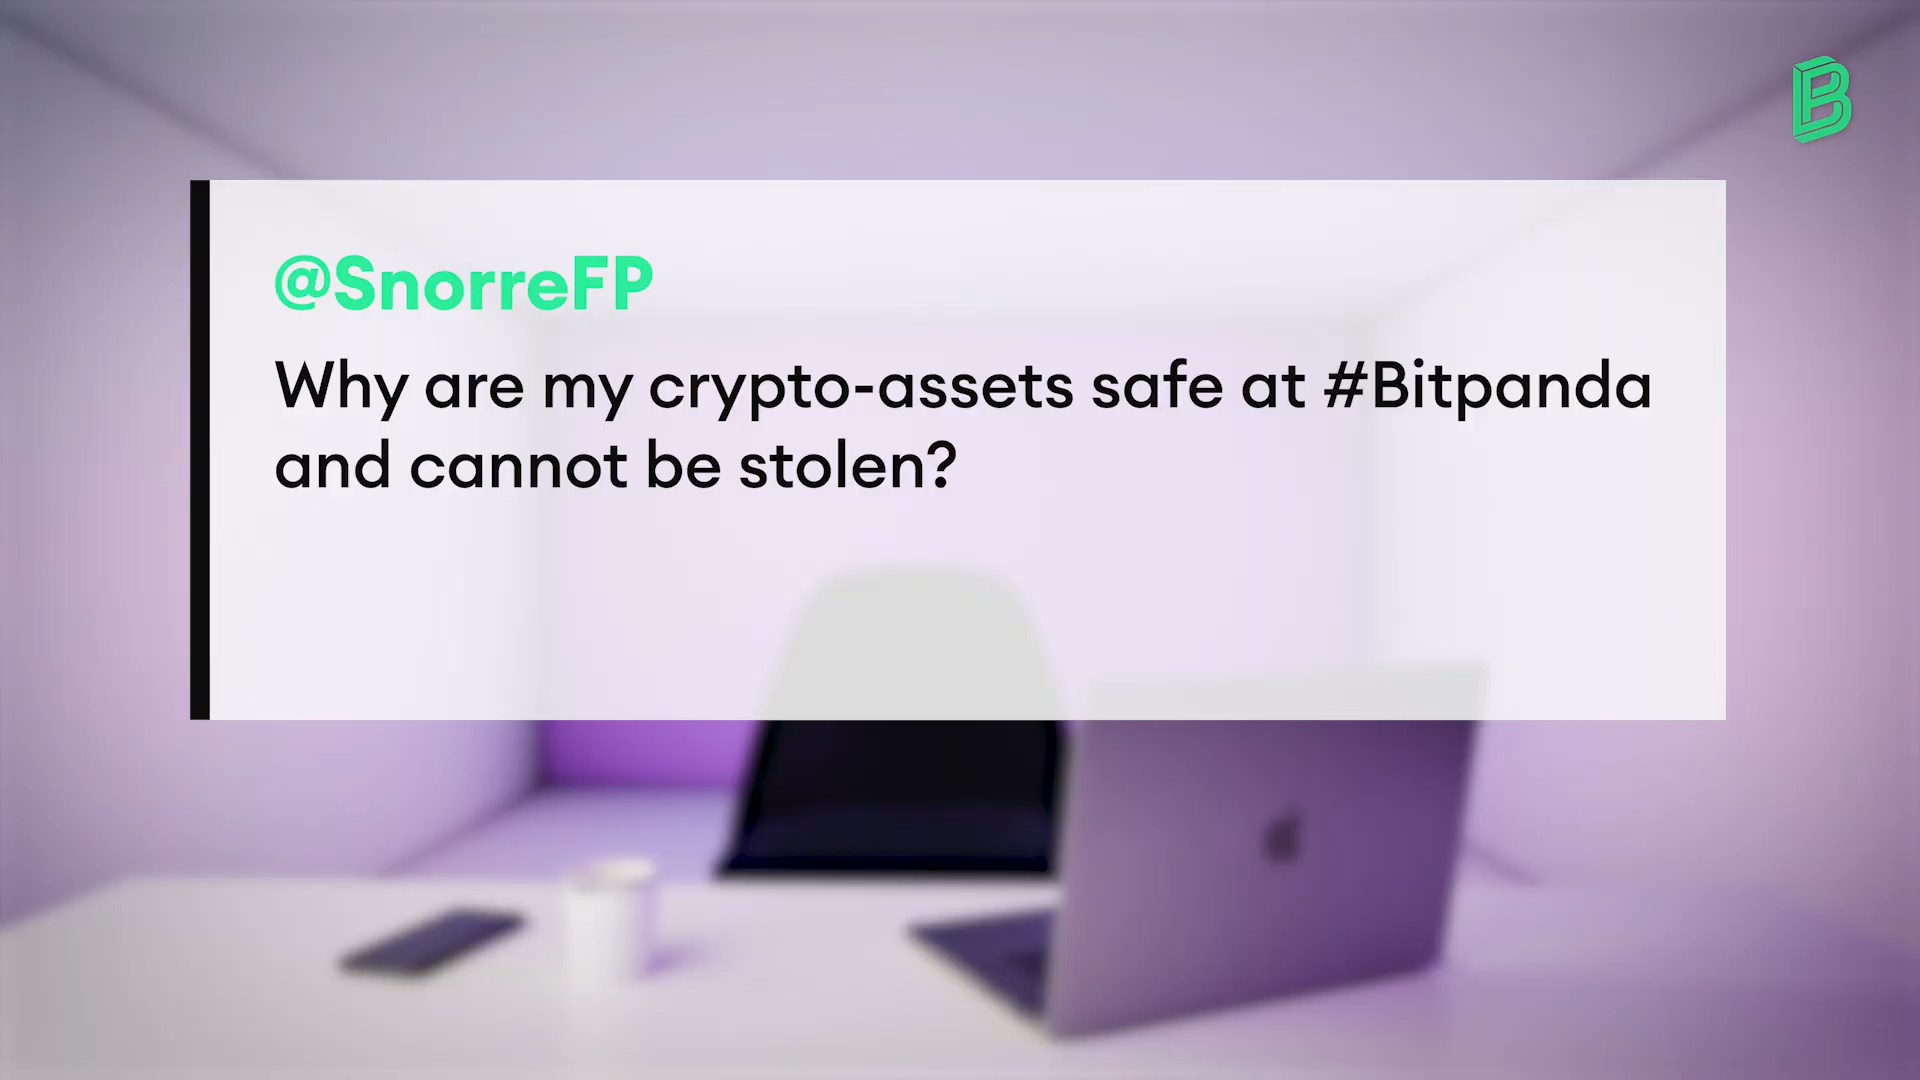 @SnorreFP
Why are my crypto-assets safe at #Bitpanda
and cannot be stolen?